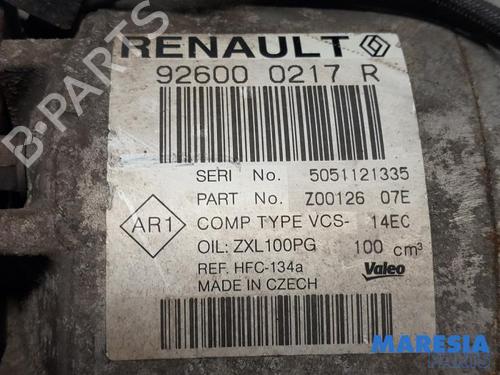 RENAULT
92600 0217 R
SERI No. 5051121335
PART No. Z00126 07E
AR1
COMP TYPE VCS- 14EC
OIL: ZXL100PG 100 cm³
REF. HFC-134a
MADE IN CZECH
Valeo
B-PARTS
MARESIA
PARTS